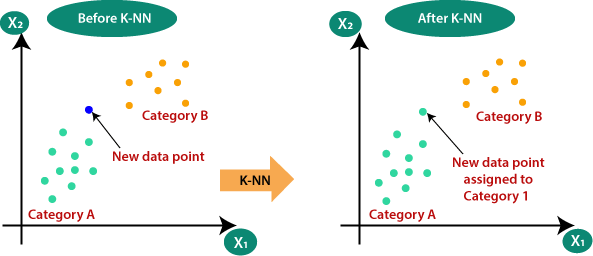 Before K-NN
X₂
Category B
New data point
Category A
X₁
K-NN
After K-NN
X₂
Category B
New data point
assigned to
Category 1
Category A
X₁